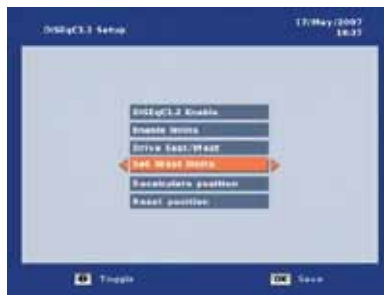 DiSEqC1.2 Setup
17/May/2007
18:37
DiSEqC1.2 Enable
Enable limits
Drive East/West
Set West limits
Recalculate position
Reset position
Toggle
OK Save